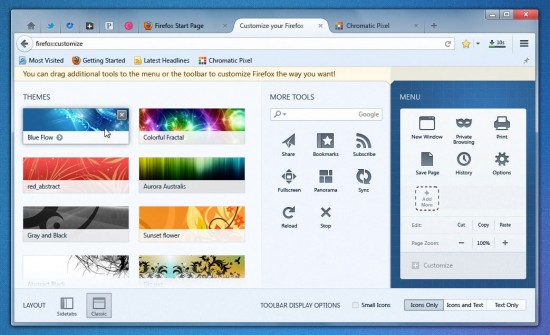 Firefox Start Page
Customize your Firefox
Chromatic Pixel
firefox:customize
10s
Most Visited
Getting Started
Latest Headlines
Chromatic Pixel
You can drag additional tools to the menu or the toolbar to customize Firefox the way you want!
THEMES
Blue Flow
Colorful Fractal
red_abstract
Aurora Australis
Gray and Black
Sunset flower
Abstract Black
MORE TOOLS
Google
Share
Bookmarks
Subscribe
Fullscreen
Panorama
Sync
Reload
Stop
MENU
New Window
Private Browsing
Print
Save Page
History
Options
Add More
Edit
Cut
Copy
Paste
Page Zoom
100%
Customize
LAYOUT
Sidetabs
Classic
TOOLBAR DISPLAY OPTIONS
Small Icons
Icons Only
Icons and Text
Text Only